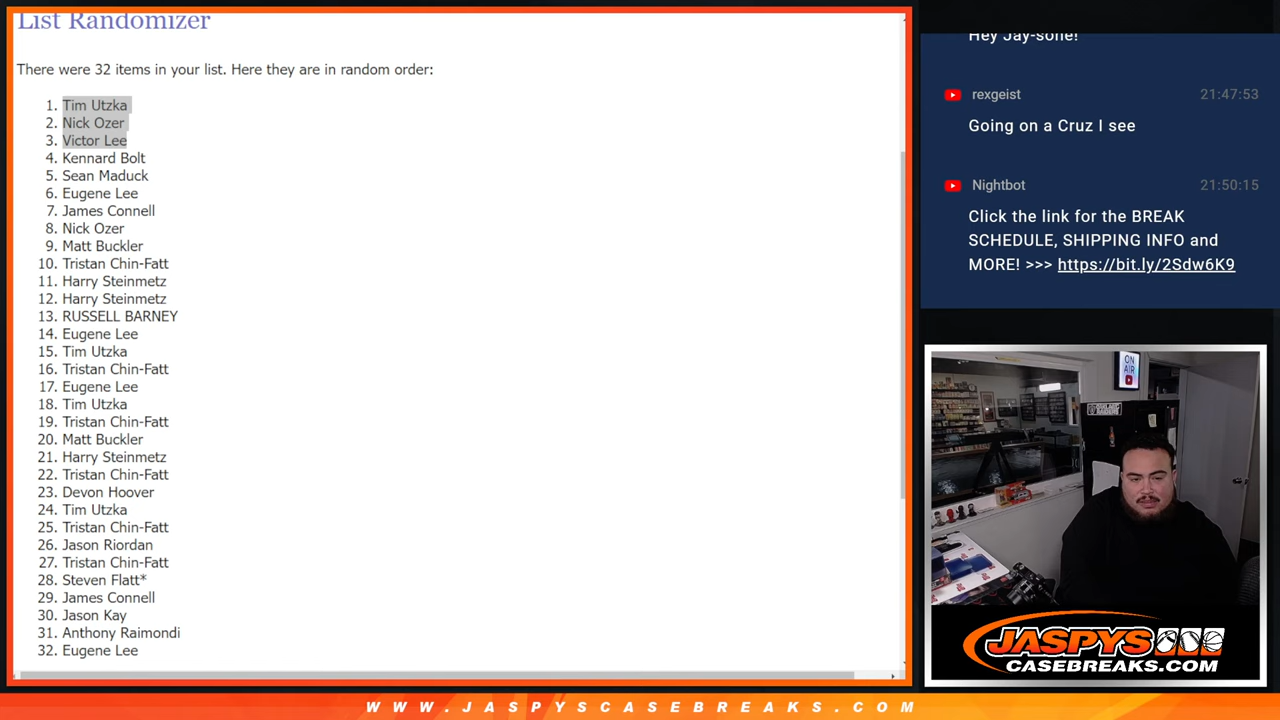 List Randomizer
There were 32 items in your list. Here they are in random order:
1. Tim Utzka
2. Nick Ozer
3. Victor Lee
4. Kennard Bolt
5. Sean Maduck
6. Eugene Lee
7. James Connell
8. Nick Ozer
9. Matt Buckler
10. Tristan Chin-Fatt
11. Harry Steinmetz
12. Harry Steinmetz
13. RUSSELL BARNEY
14. Eugene Lee
15. Tim Utzka
16. Tristan Chin-Fatt
17. Eugene Lee
18. Tim Utzka
19. Tristan Chin-Fatt
20. Matt Buckler
21. Harry Steinmetz
22. Tristan Chin-Fatt
23. Devon Hoover
24. Tim Utzka
25. Tristan Chin-Fatt
26. Jason Riordan
27. Tristan Chin-Fatt
28. Steven Flatt*
29. James Connell
30. Jason Kay
31. Anthony Raimondi
32. Eugene Lee
Hey Jay-sone!
rexgeist 21:47:53
Going on a Cruz I see
Nightbot 21:50:15
Click the link for the BREAK
SCHEDULE, SHIPPING INFO and
MORE! >>> https://bit.ly/2Sdw6K9
ON
AIR
JASPYS
CASEBREAKS.COM
WWW.JASPYSCASEBREAKS.COM